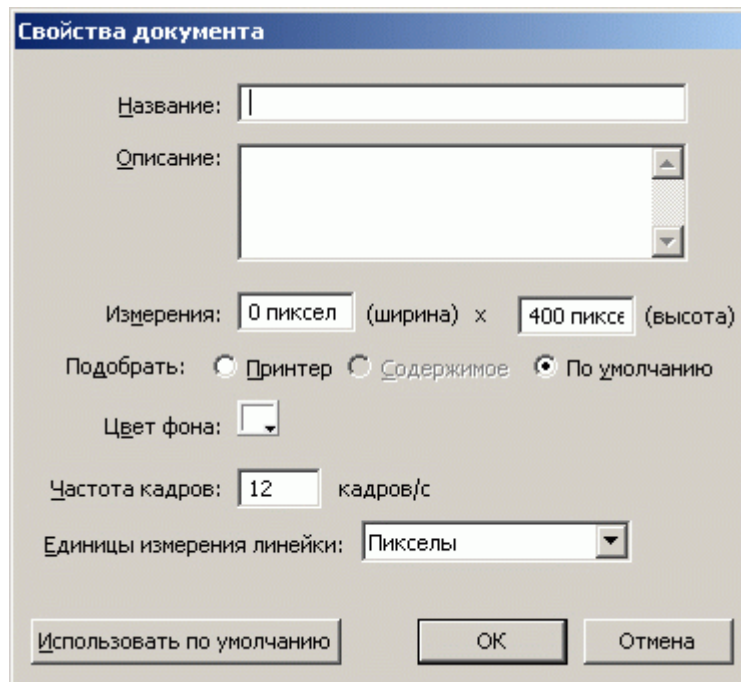 Свойства документа
Название:
Описание:
Измерения: 0 пиксел (ширина) x 400 пиксе (высота)
Подобрать: Принтер Содержимое По умолчанию
Цвет фона:
Частота кадров: 12 кадров/с
Единицы измерения линейки: Пикселы
Использовать по умолчанию OK Отмена